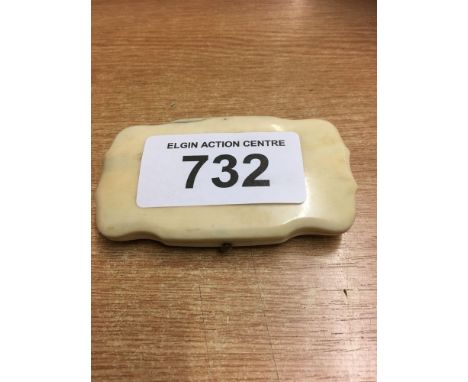 ELGIN ACTION CENTRE
732